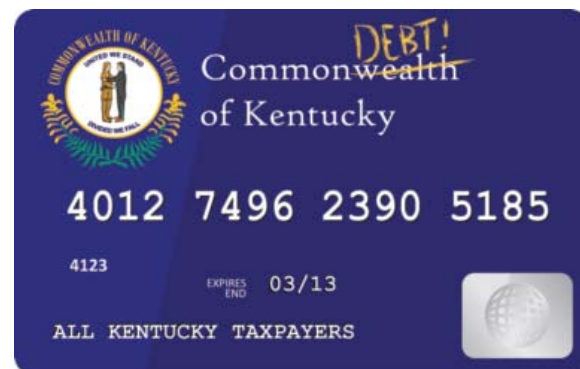 COMMONWEALTH OF KENTUCKY
UNITED WE STAND
DIVIDED WE FALL
DEBT!
Commonwealth
of Kentucky
4012 7496 2390 5185
4123
EXPIRES
END
03/13
ALL KENTUCKY TAXPAYERS